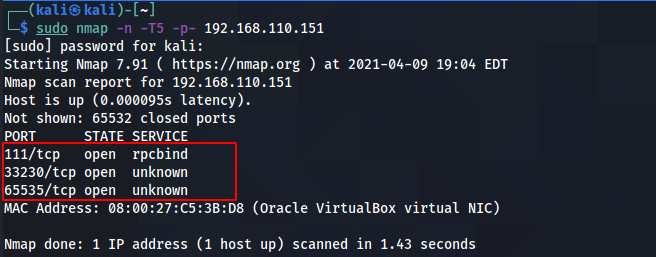 ┌──(kali㉿kali)-[~]
└─$ sudo nmap -n -T5 -p- 192.168.110.151
[sudo] password for kali:
Starting Nmap 7.91 ( https://nmap.org ) at 2021-04-09 19:04 EDT
Nmap scan report for 192.168.110.151
Host is up (0.000095s latency).
Not shown: 65532 closed ports
PORT      STATE SERVICE
111/tcp   open  rpcbind
33230/tcp open  unknown
65535/tcp open  unknown
MAC Address: 08:00:27:C5:3B:D8 (Oracle VirtualBox virtual NIC)
Nmap done: 1 IP address (1 host up) scanned in 1.43 seconds